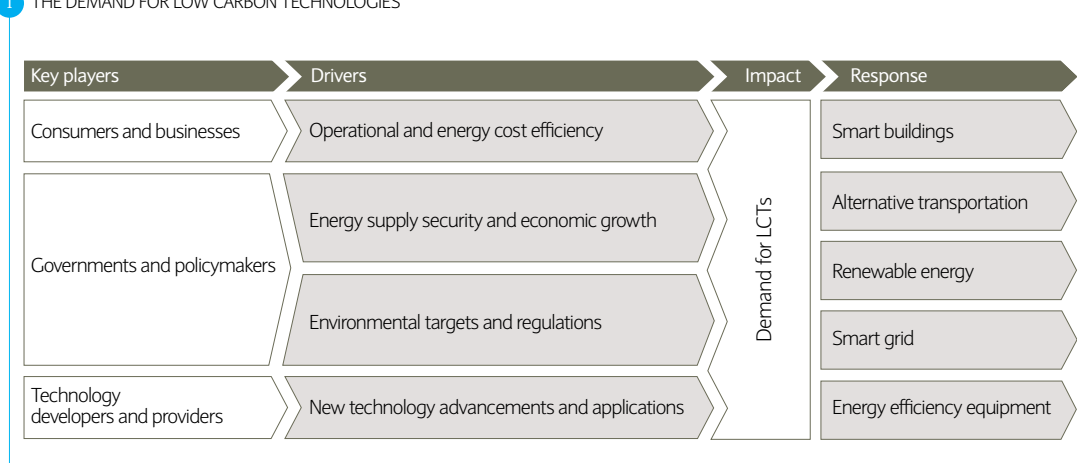 1 THE DEMAND FOR LOW CARBON TECHNOLOGIES
Key players
Drivers
Impact
Response
Consumers and businesses
Operational and energy cost efficiency
Governments and policymakers
Energy supply security and economic growth
Environmental targets and regulations
Technology
developers and providers
New technology advancements and applications
Demand for LCTs
Smart buildings
Alternative transportation
Renewable energy
Smart grid
Energy efficiency equipment